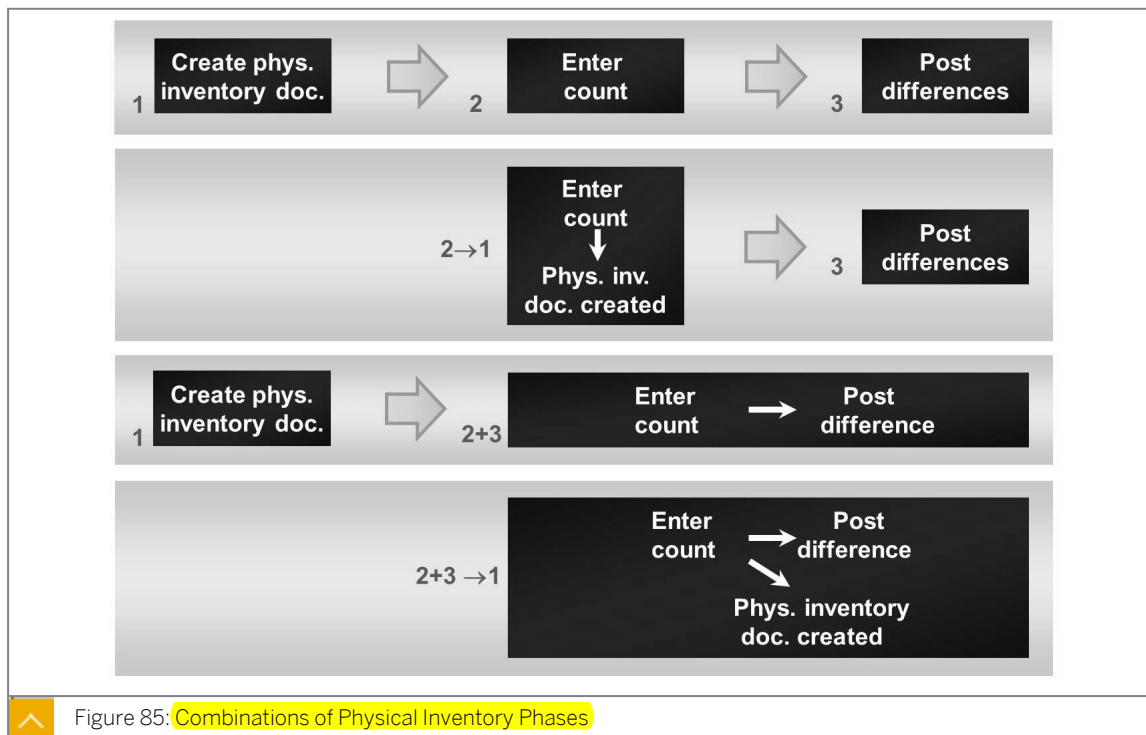 Create phys.
inventory doc.
1
Enter
count
2
Post
differences
3
Enter
count
Phys. inv.
doc. created
2→1
Post
differences
3
Create phys.
inventory doc.
1
Enter
count
Post
difference
2+3
Enter
count
Post
difference
Phys. inventory
doc. created
2+3 →1
Figure 85: Combinations of Physical Inventory Phases